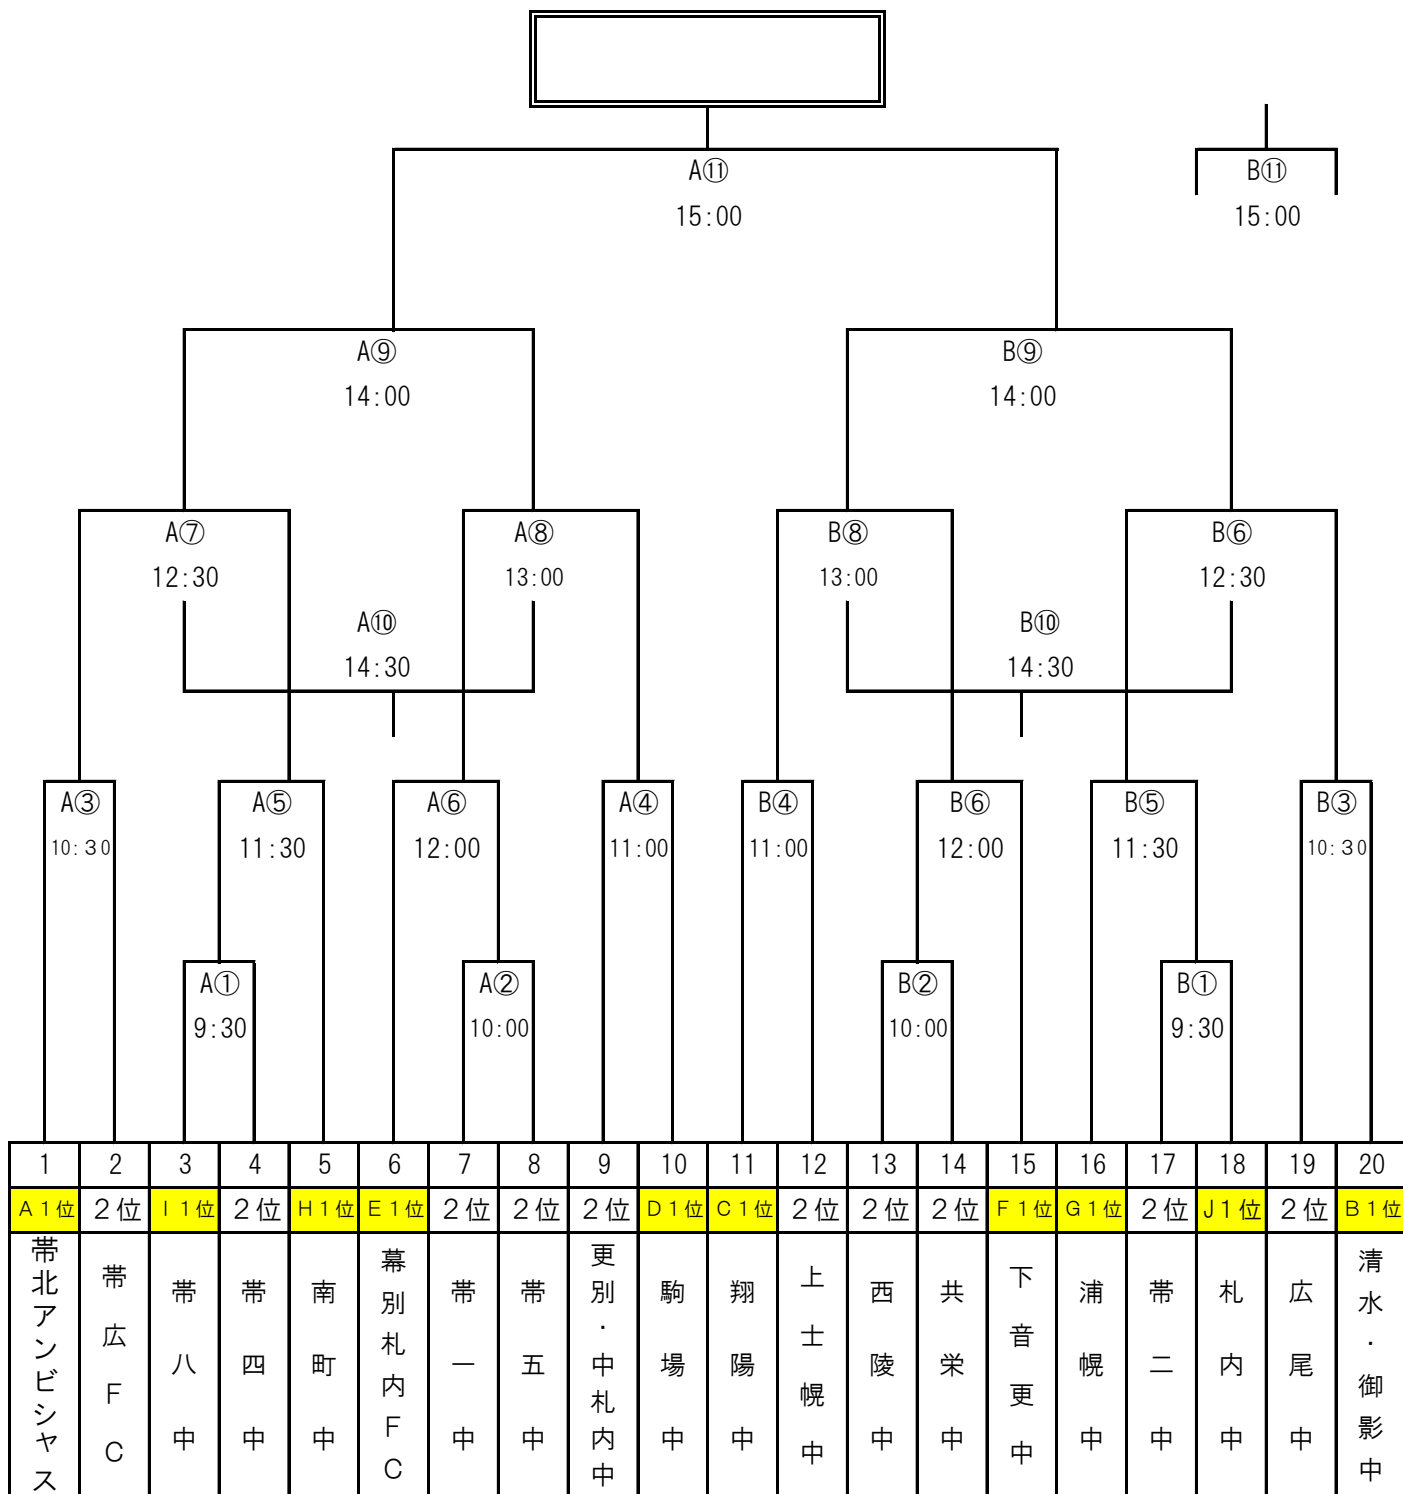 A⑪ B⑪
15:00 15:00
A⑨ B⑨
14:00 14:00
A⑦ A⑧ B⑧ B⑥
12:30 13:00 13:00 12:30
A⑩ B⑩
14:30 14:30
A③ A⑤ A⑥ A④ B④ B⑥ B⑤ B③
10:30 11:30 12:00 11:00 11:00 12:00 11:30 10:30
A① A② B② B①
9:30 10:00 10:00 9:30
1 2 3 4 5 6 7 8 9 10 11 12 13 14 15 16 17 18 19 20
A1位 2位 I1位 2位 H1位 E1位 2位 2位 2位 D1位 C1位 2位 2位 2位 F1位 G1位 2位 J1位 2位 B1位
帯北アンビシャス
帯広FC
帯八中
帯四中
南町中
幕別札内FC
帯一中
帯五中
更別・中札内中
駒場中
翔陽中
上士幌中
西陵中
共栄中
下音更中
浦幌中
帯二中
札内中
広尾中
清水・御影中